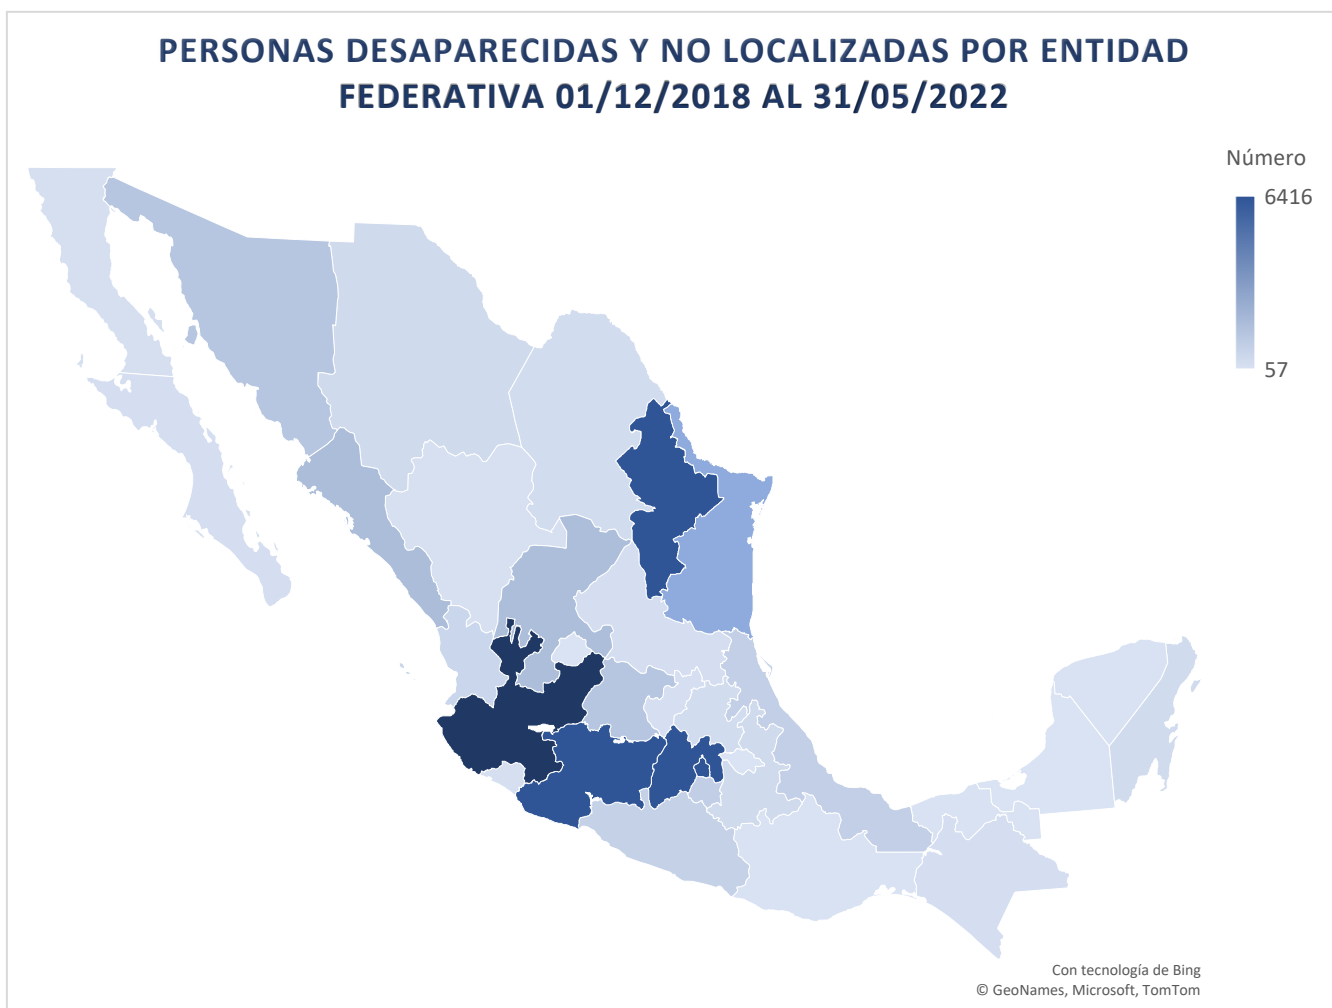 PERSONAS DESAPARECIDAS Y NO LOCALIZADAS POR ENTIDAD
FEDERATIVA 01/12/2018 AL 31/05/2022
Número
6416
57
Con tecnología de Bing
© GeoNames, Microsoft, TomTom